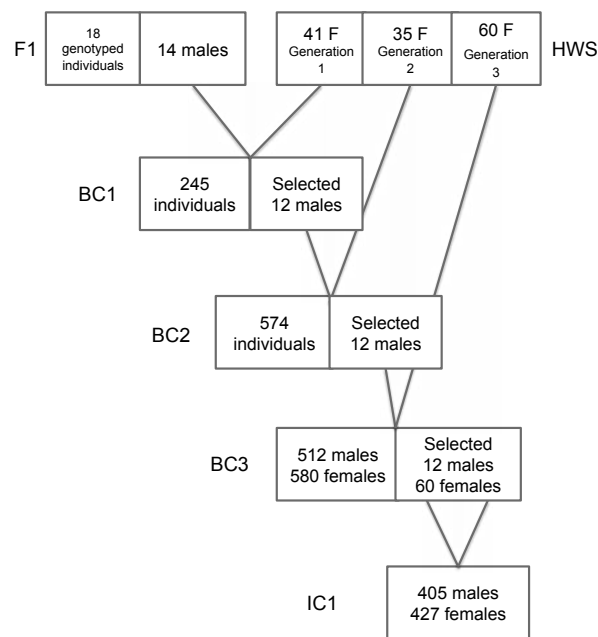 F1
18
genotyped
individuals
14 males
41 F
Generation
1
35 F
Generation
2
60 F
Generation
3
HWS
BC1
245
individuals
Selected
12 males
BC2
574
individuals
Selected
12 males
BC3
512 males
580 females
Selected
12 males
60 females
IC1
405 males
427 females